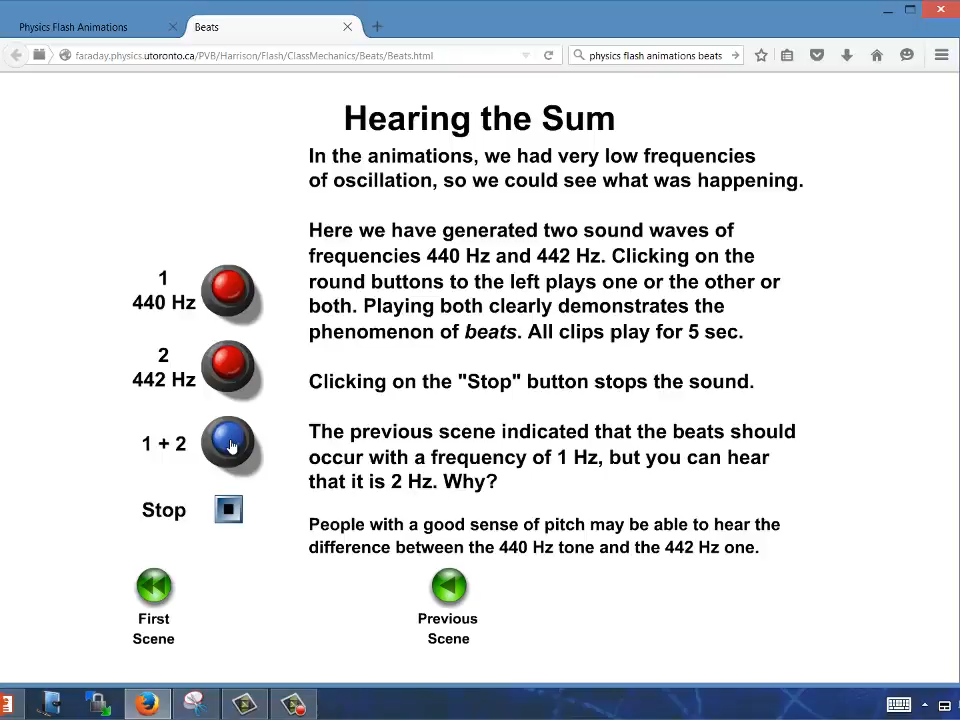 Physics Flash Animations
Beats
faraday.physics.utoronto.ca/PVB/Harrison/Flash/ClassMechanics/Beats/Beats.html
physics flash animations beats
Hearing the Sum
In the animations, we had very low frequencies
of oscillation, so we could see what was happening.
Here we have generated two sound waves of
frequencies 440 Hz and 442 Hz. Clicking on the
round buttons to the left plays one or the other or
both. Playing both clearly demonstrates the
phenomenon of beats. All clips play for 5 sec.
Clicking on the "Stop" button stops the sound.
The previous scene indicated that the beats should
occur with a frequency of 1 Hz, but you can hear
that it is 2 Hz. Why?
People with a good sense of pitch may be able to hear the
difference between the 440 Hz tone and the 442 Hz one.
1
440 Hz
2
442 Hz
1 + 2
Stop
First
Scene
Previous
Scene